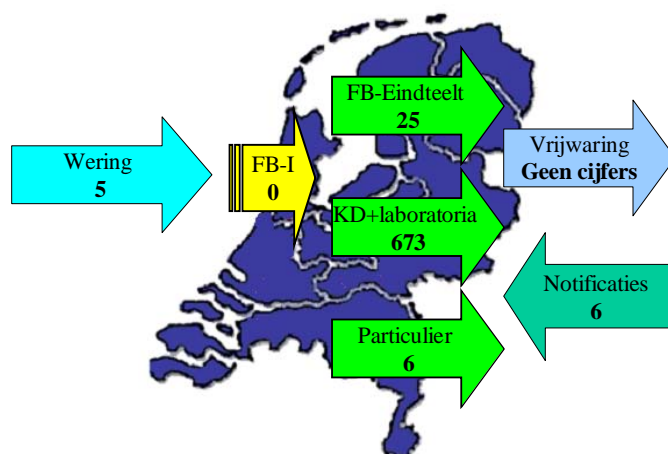 FB-Eindteelt
25
Wering
5
FB-I
0
Vrijwaring
Geen cijfers
KD+laboratoria
673
Notificaties
6
Particulier
6